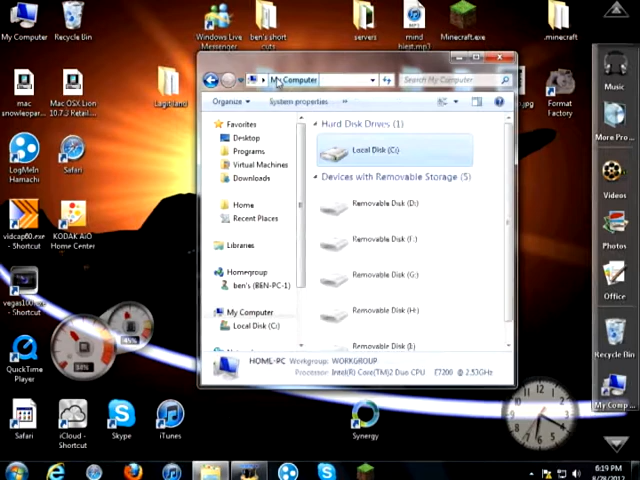 My Computer
Recycle Bin
Windows Live
Messenger
ben's short
cuts
servers
mind
hiest.mp3
Minecraft.exe
.minecraft
mac
snowleopar...
Mac OSX Lion
10.7.3 Retail...
Format
Factory
LogMeIn
Hamachi
Safari
vidcap60.exe
- Shortcut
KODAK AiO
Home Center
vegas100.exe
- Shortcut
QuickTime
Player
Safari
iCloud -
Shortcut
Skype
iTunes
Synergy
My Computer
Search My Computer
Organize
System properties
»
Favorites
Desktop
Programs
Virtual Machines
Downloads
Home
Recent Places
Libraries
Homegroup
ben's (BEN-PC-1)
My Computer
Local Disk (C:)
Hard Disk Drives (1)
Local Disk (C:)
Devices with Removable Storage (5)
Removable Disk (D:)
Removable Disk (F:)
Removable Disk (G:)
Removable Disk (H:)
Removable Disk (I:)
HOME-PC Workgroup: WORKGROUP
Processor: Intel(R) Core(TM)2 Duo CPU E7200 @ 2.53GHz
Music
More Pro...
Videos
Photos
Office
Recycle Bin
My Comp...
6:19 PM
8/28/2012